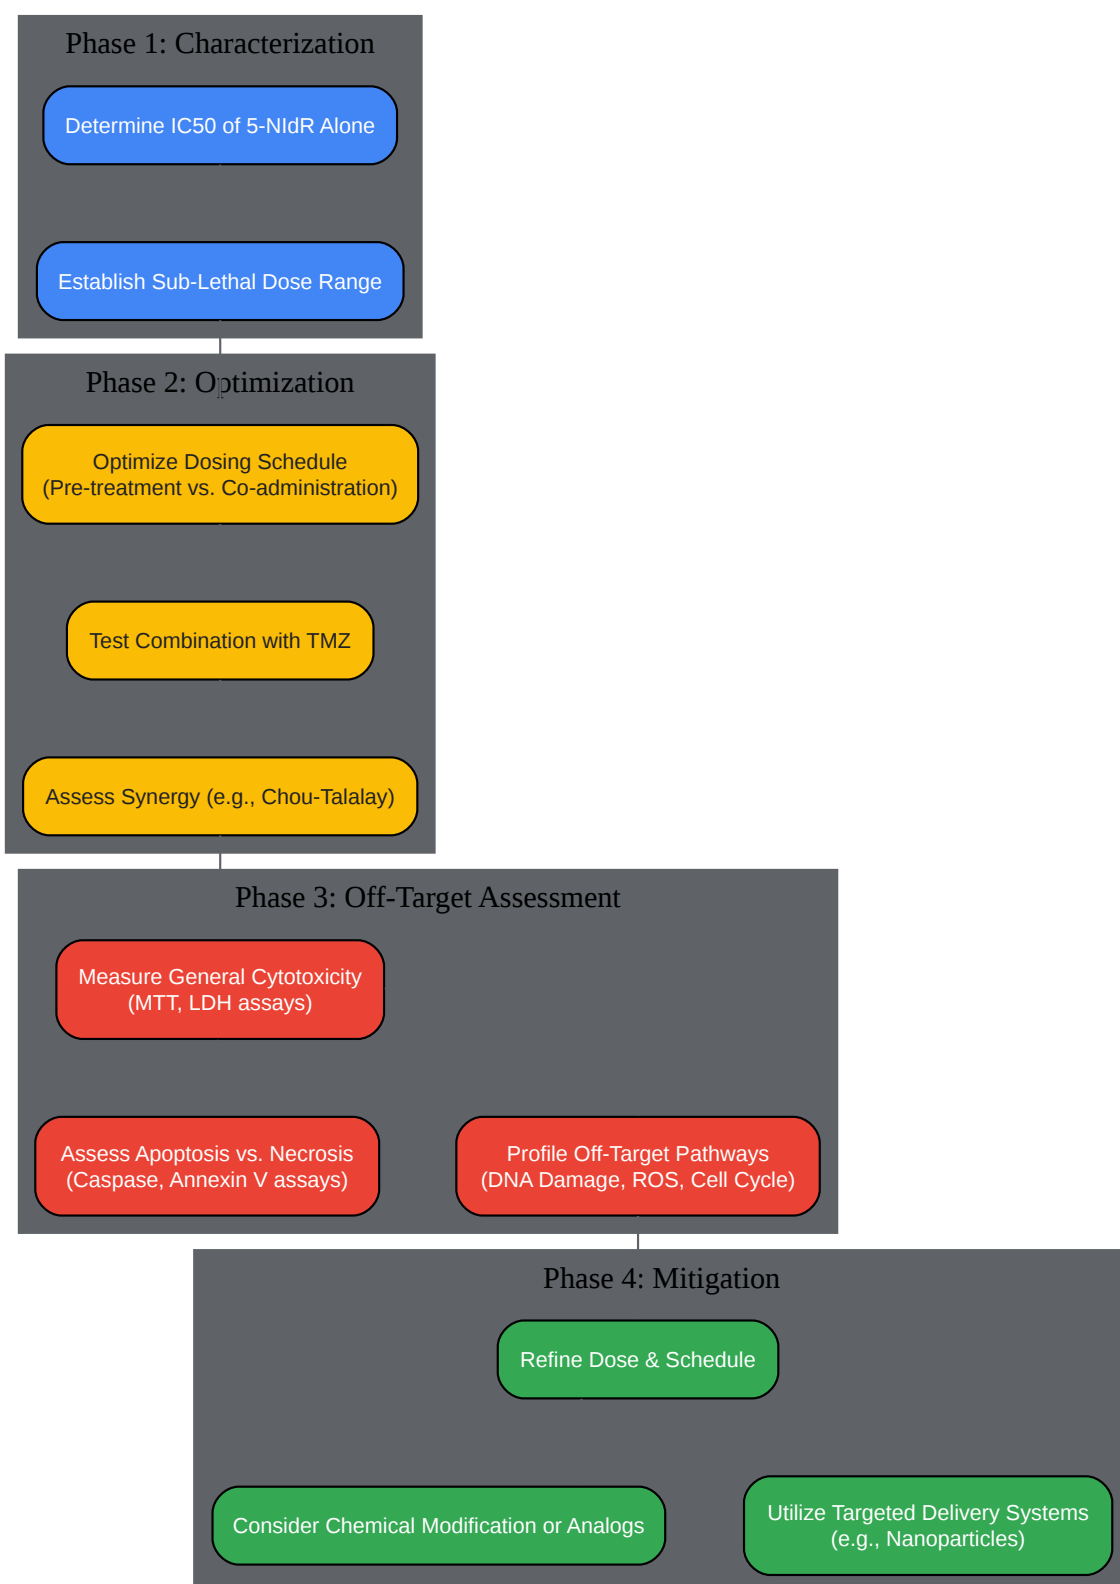 Phase 1: Characterization
Determine IC50 of 5-NIdR Alone
Establish Sub-Lethal Dose Range
Phase 2: Optimization
Optimize Dosing Schedule
(Pre-treatment vs. Co-administration)
Test Combination with TMZ
Assess Synergy (e.g., Chou-Talalay)
Phase 3: Off-Target Assessment
Measure General Cytotoxicity
(MTT, LDH assays)
Assess Apoptosis vs. Necrosis
(Caspase, Annexin V assays)
Profile Off-Target Pathways
(DNA Damage, ROS, Cell Cycle)
Phase 4: Mitigation
Refine Dose & Schedule
Consider Chemical Modification or Analogs
Utilize Targeted Delivery Systems
(e.g., Nanoparticles)